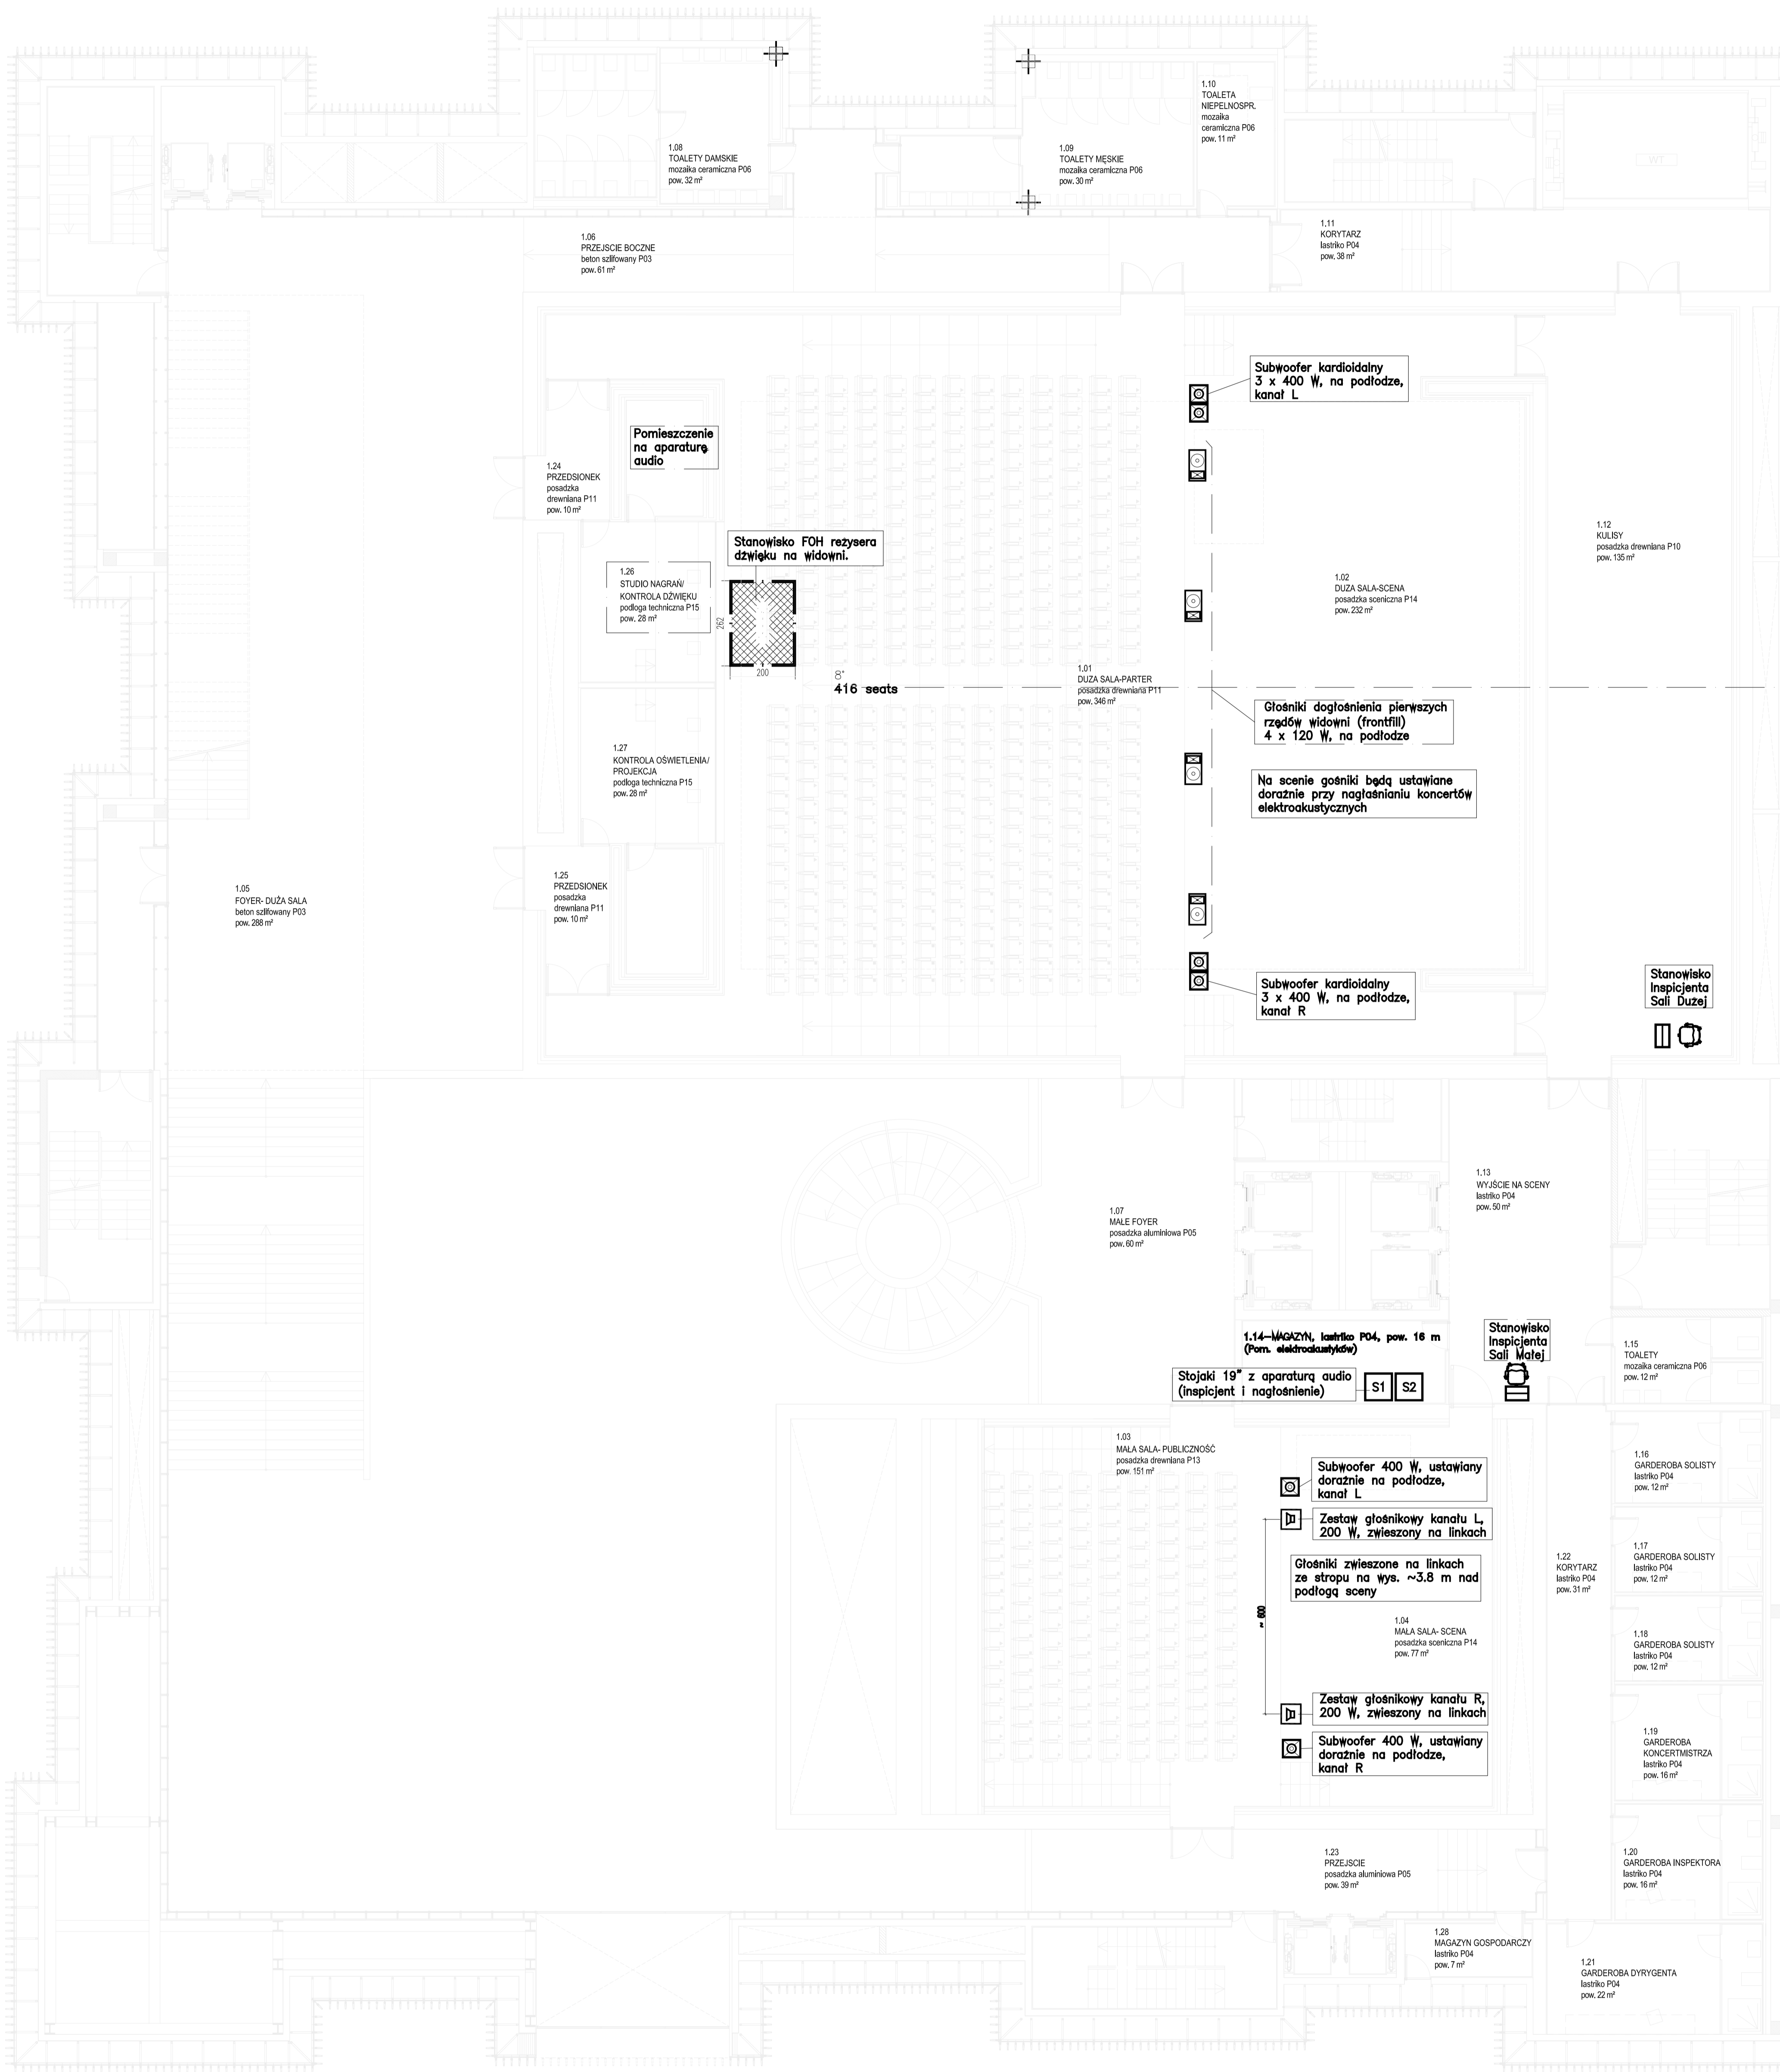 1.10
TOALETA
NIEPELNOSPR.
mozaika
ceramiczna P06
pow. 11 m²
1.08
TOALETY DAMSKIE
mozaika ceramiczna P06
pow. 32 m²
1.09
TOALETY MĘSKIE
mozaika ceramiczna P06
pow. 30 m²
WT
1.06
PRZEJSCIE BOCZNE
beton szlifowany P03
pow. 61 m²
1.11
KORYTARZ
lastriko P04
pow. 38 m²
Subwoofer kardioidalny
3 x 400 W, na podłodze,
kanał L
Pomieszczenie
na aparaturę
audio
1.24
PRZEDSIONEK
posadzka
drewniana P11
pow. 10 m²
Stanowisko FOH reżysera
dźwięku na widowni.
1.12
KULISY
posadzka drewniana P10
pow. 135 m²
1.26
STUDIO NAGRAŃ/
KONTROLA DŹWIĘKU
podłoga techniczna P15
pow. 28 m²
262
200
1.02
DUZA SALA-SCENA
posadzka sceniczna P14
pow. 232 m²
416 seats
1.01
DUZA SALA-PARTER
posadzka drewniana P11
pow. 346 m²
Głośniki dogłośnienia pierwszych
rzędów widowni (frontfill)
4 x 120 W, na podłodze
1.27
KONTROLA OŚWIETLENIA/
PROJEKCJA
podłoga techniczna P15
pow. 28 m²
Na scenie gośniki będą ustawiane
doraźnie przy nagłaśnianiu koncertów
elektroakustycznych
1.05
FOYER- DUŻA SALA
beton szlifowany P03
pow. 288 m²
1.25
PRZEDSIONEK
posadzka
drewniana P11
pow. 10 m²
Subwoofer kardioidalny
3 x 400 W, na podłodze,
kanał R
Stanowisko
Inspicjenta
Sali Dużej
1.13
WYJŚCIE NA SCENY
lastriko P04
pow. 50 m²
1.07
MAŁE FOYER
posadzka aluminiowa P05
pow. 60 m²
1.14-MAGAZYN, lastriko P04, pow. 16 m
(Pom. elektroakustyków)
Stanowisko
Inspicjenta
Sali Małej
1.15
TOALETY
mozaika ceramiczna P06
pow. 12 m²
Stojaki 19" z aparaturą audio
(inspicjent i nagłośnienie)
S1 S2
1.03
MAŁA SALA- PUBLICZNOŚĆ
posadzka drewniana P13
pow. 151 m²
1.16
GARDEROBA SOLISTY
lastriko P04
pow. 12 m²
Subwoofer 400 W, ustawiany
doraźnie na podłodze,
kanał L
Zestaw głośnikowy kanału L,
200 W, zwieszony na linkach
1.17
GARDEROBA SOLISTY
lastriko P04
pow. 12 m²
1.22
KORYTARZ
lastriko P04
pow. 31 m²
Głośniki zwieszone na linkach
ze stropu na wys. ~3.8 m nad
podłogą sceny
~ 600
1.04
MAŁA SALA- SCENA
posadzka sceniczna P14
pow. 77 m²
1.18
GARDEROBA SOLISTY
lastriko P04
pow. 12 m²
Zestaw głośnikowy kanału R,
200 W, zwieszony na linkach
Subwoofer 400 W, ustawiany
doraźnie na podłodze,
kanał R
1.19
GARDEROBA
KONCERTMISTRZA
lastriko P04
pow. 16 m²
1.23
PRZEJSCIE
posadzka aluminiowa P05
pow. 39 m²
1.20
GARDEROBA INSPEKTORA
lastriko P04
pow. 16 m²
1.28
MAGAZYN GOSPODARCZY
lastriko P04
pow. 7 m²
1.21
GARDEROBA DYRYGENTA
lastriko P04
pow. 22 m²